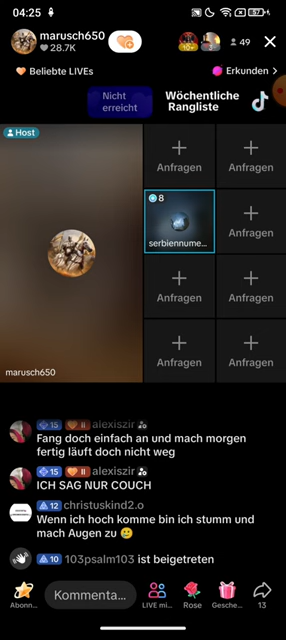 04:25
57
marusch650
28.7K
49
Beliebte LIVEs
Erkunden >
Nicht erreicht
Wöchentliche Rangliste
Host
Anfragen
Anfragen
8
serbiennume...
Anfragen
Anfragen
Anfragen
Anfragen
Anfragen
marusch650
15 II alexiszir
Fang doch einfach an und mach morgen
fertig läuft doch nicht weg
15 II alexiszir
ICH SAG NUR COUCH
12 christuskind2.o
Wenn ich hoch komme bin ich stumm und
mach Augen zu 🙂
10 103psalm103 ist beigetreten
Kommenta...
Abonn...
LIVE mi...
Rose
Gesche...
13